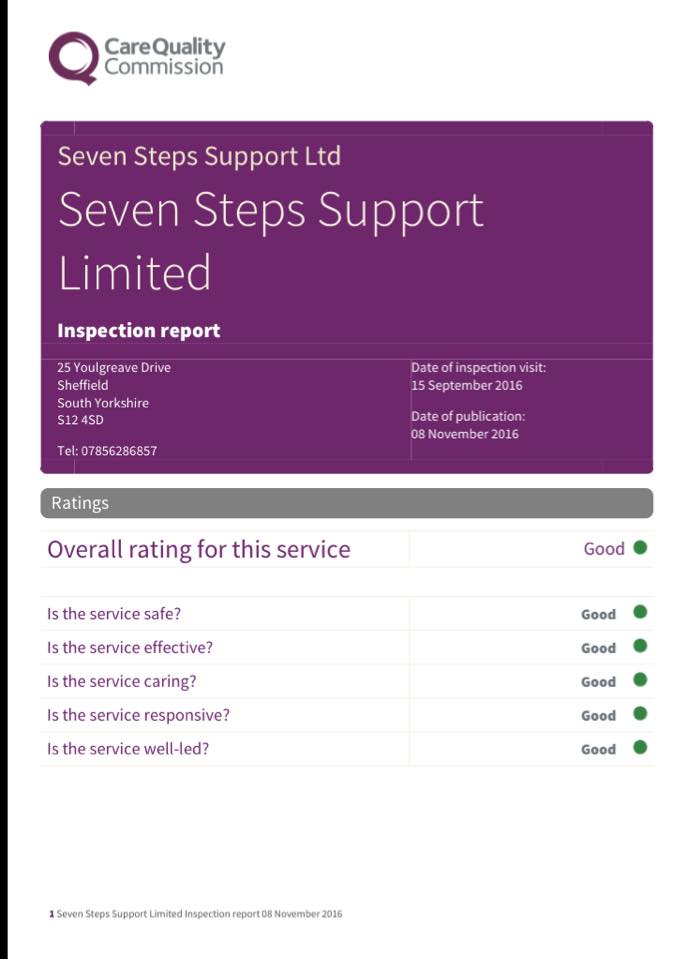 CareQuality
Commission
Seven Steps Support Ltd
Seven Steps Support
Limited
Inspection report
25 Youlgreave Drive
Sheffield
South Yorkshire
S12 4SD
Tel: 07856286857
Date of inspection visit:
15 September 2016
Date of publication:
08 November 2016
Ratings
Overall rating for this service Good
Is the service safe? Good
Is the service effective? Good
Is the service caring? Good
Is the service responsive? Good
Is the service well-led? Good
1 Seven Steps Support Limited Inspection report 08 November 2016